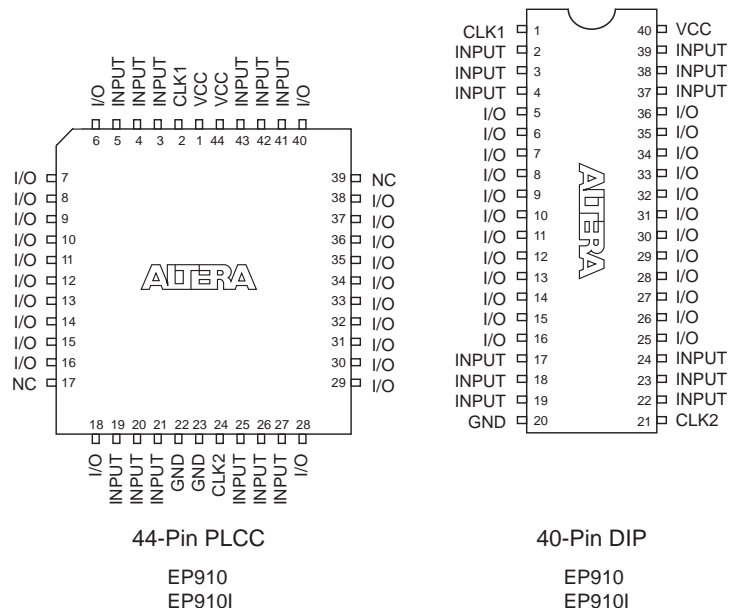 I/O INPUT INPUT INPUT CLK1 VCC VCC INPUT INPUT INPUT I/O
6 5 4 3 2 1 44 43 42 41 40
I/O 7 39 NC
I/O 8 38 I/O
I/O 9 37 I/O
I/O 10 36 I/O
I/O 11 35 I/O
I/O 12 34 I/O
I/O 13 33 I/O
I/O 14 32 I/O
I/O 15 31 I/O
I/O 16 30 I/O
NC 17 29 I/O
ALTERA
18 19 20 21 22 23 24 25 26 27 28
I/O INPUT INPUT INPUT GND GND CLK2 INPUT INPUT INPUT I/O
44-Pin PLCC
EP910
EP910I
CLK1 1 40 VCC
INPUT 2 39 INPUT
INPUT 3 38 INPUT
INPUT 4 37 INPUT
I/O 5 36 I/O
I/O 6 35 I/O
I/O 7 34 I/O
I/O 8 33 I/O
I/O 9 32 I/O
I/O 10 31 I/O
I/O 11 30 I/O
I/O 12 29 I/O
I/O 13 28 I/O
I/O 14 27 I/O
I/O 15 26 I/O
I/O 16 25 I/O
INPUT 17 24 INPUT
INPUT 18 23 INPUT
INPUT 19 22 INPUT
GND 20 21 CLK2
ALTERA
40-Pin DIP
EP910
EP910I